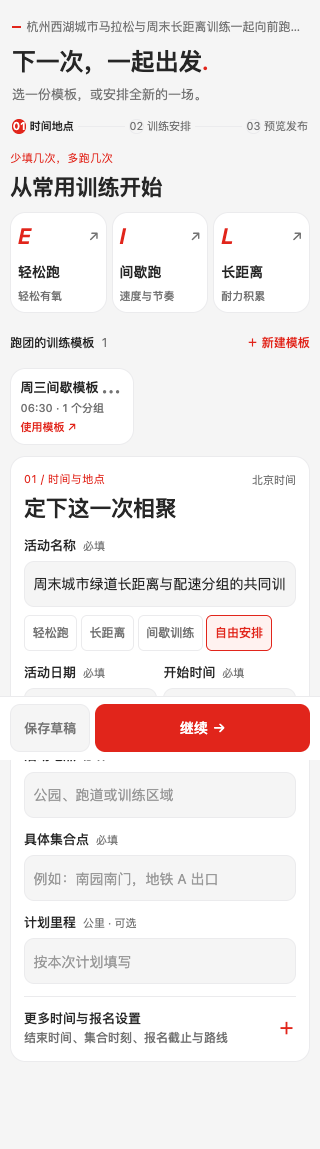 杭州西湖城市马拉松与周末长距离训练一起向前跑...
下一次，一起出发.
选一份模板，或安排全新的一场。
01 时间地点 02 训练安排 03 预览发布
少填几次，多跑几次
从常用训练开始
E ↗ I ↗ L ↗
轻松跑 间歇跑 长距离
轻松有氧 速度与节奏 耐力积累
跑团的训练模板 1 + 新建模板
周三间歇模板 ...
06:30 · 1 个分组
使用模板 ↗
01 / 时间与地点 北京时间
定下这一次相聚
活动名称 必填
周末城市绿道长距离与配速分组的共同训
轻松跑 长距离 间歇训练 自由安排
活动日期 必填 开始时间 必填
保存草稿 继续 →
公园、跑道或训练区域
具体集合点 必填
例如：南园南门，地铁 A 出口
计划里程 公里 · 可选
按本次计划填写
更多时间与报名设置 +
结束时间、集合时刻、报名截止与路线